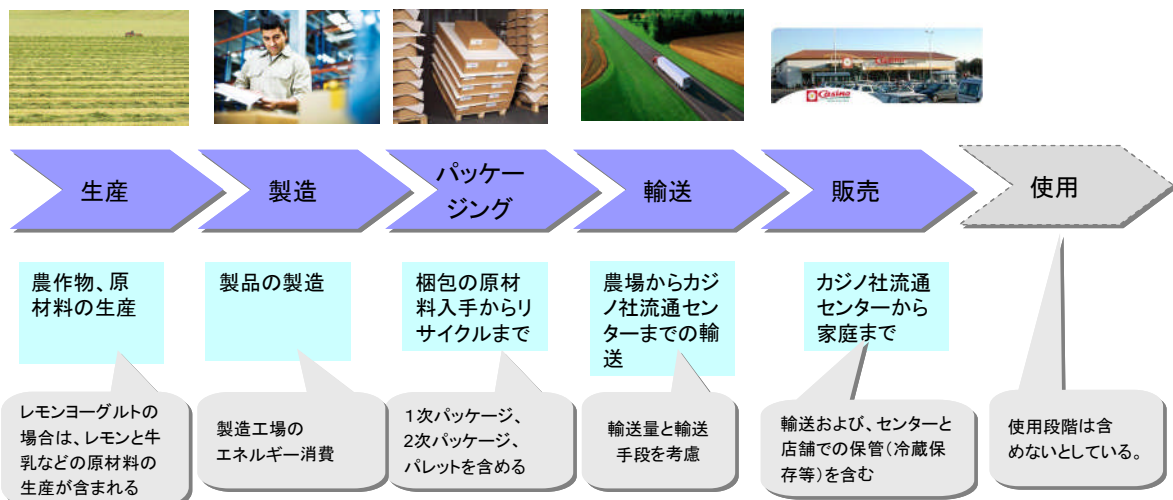 Casino
Casino
生産
製造
パッケー
ジング
輸送
販売
使用
農作物、原
材料の生産
製品の製造
梱包の原材
料入手からリ
サイクルまで
農場からカジ
ノ社流通セン
ターまでの輸
送
カジノ社流通
センターから
家庭まで
レモンヨーグルトの
場合は、レモンと牛
乳などの原材料の
生産が含まれる
製造工場の
エネルギー消費
1次パッケージ、
2次パッケージ、
パレットを含める
輸送量と輸送
手段を考慮
輸送および、センターと
店舗での保管(冷蔵保
存等)を含む
使用段階は含
めないとしている。